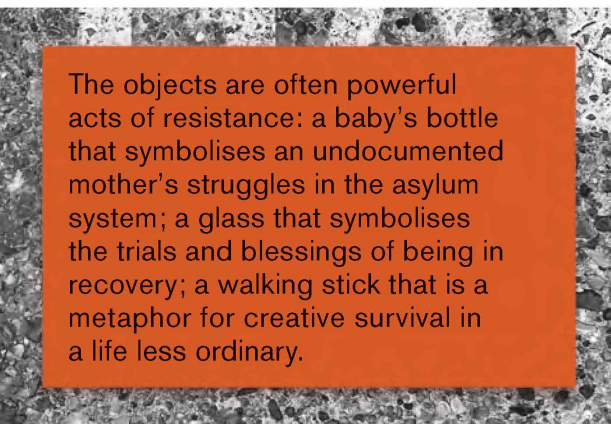 The objects are often powerful
acts of resistance: a baby’s bottle
that symbolises an undocumented
mother’s struggles in the asylum
system; a glass that symbolises
the trials and blessings of being in
recovery; a walking stick that is a
metaphor for creative survival in
a life less ordinary.